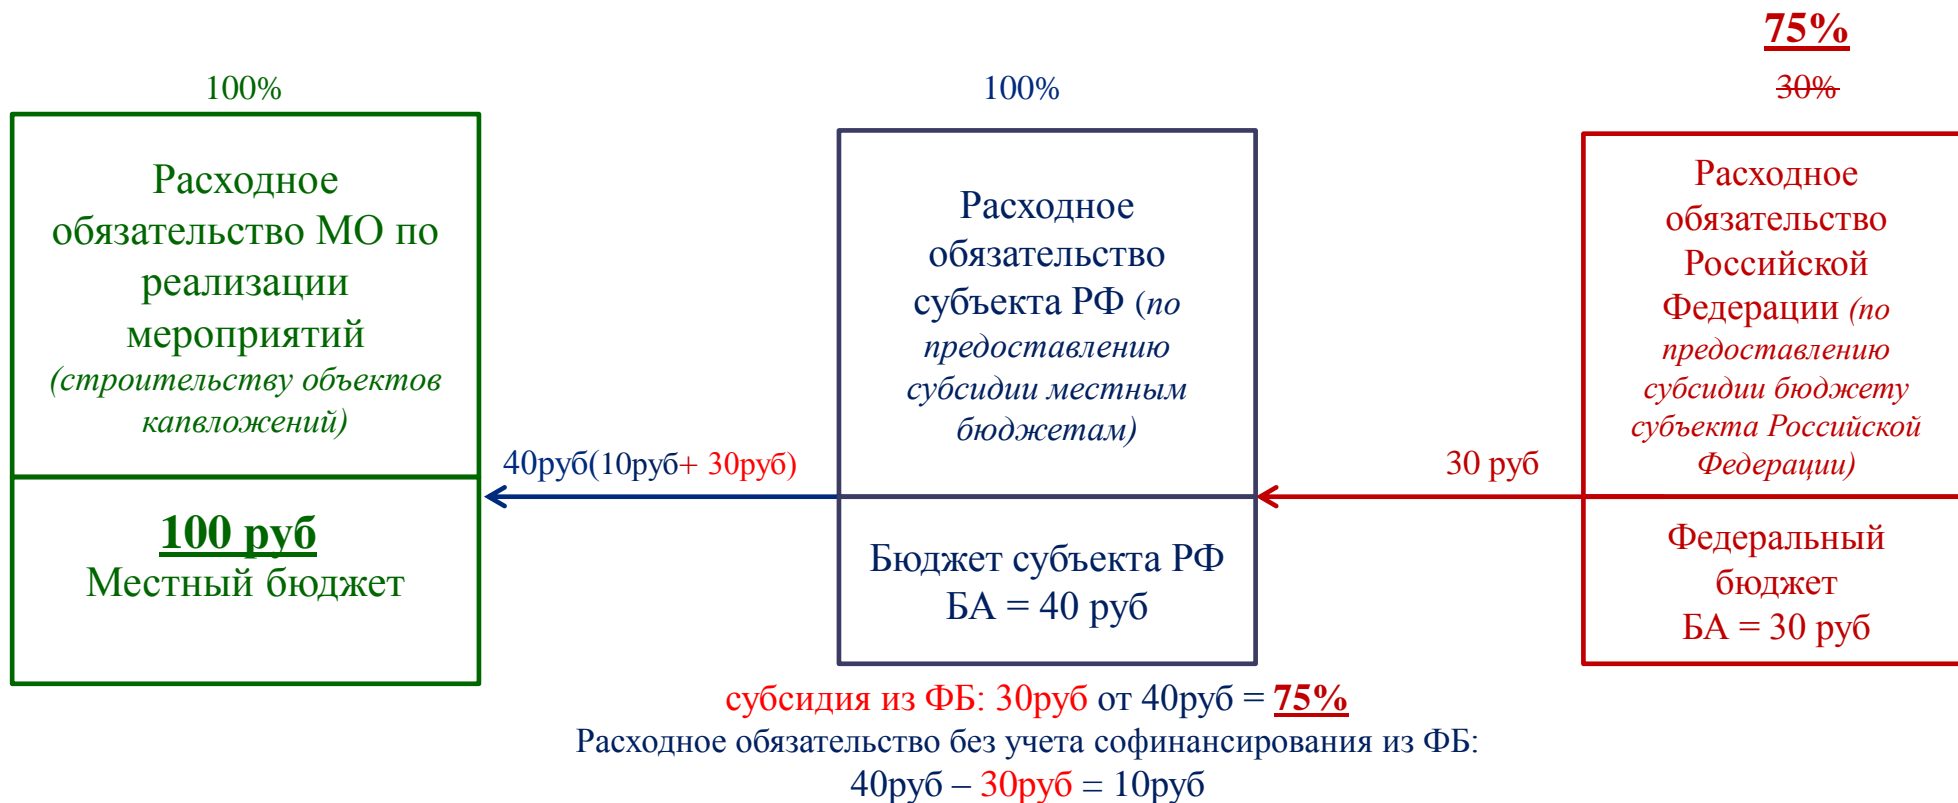 75%
100%
100%
30%
Расходное
обязательство МО по
реализации
мероприятий
(строительству объектов
капвложений)
100 руб
Местный бюджет
40руб(10руб+ 30руб)
Расходное
обязательство
субъекта РФ (по
предоставлению
субсидии местным
бюджетам)
Бюджет субъекта РФ
БА = 40 руб
30 руб
Расходное
обязательство
Российской
Федерации (по
предоставлению
субсидии бюджету
субъекта Российской
Федерации)
Федеральный
бюджет
БА = 30 руб
субсидия из ФБ: 30руб от 40руб = 75%
Расходное обязательство без учета софинансирования из ФБ:
40руб – 30руб = 10руб